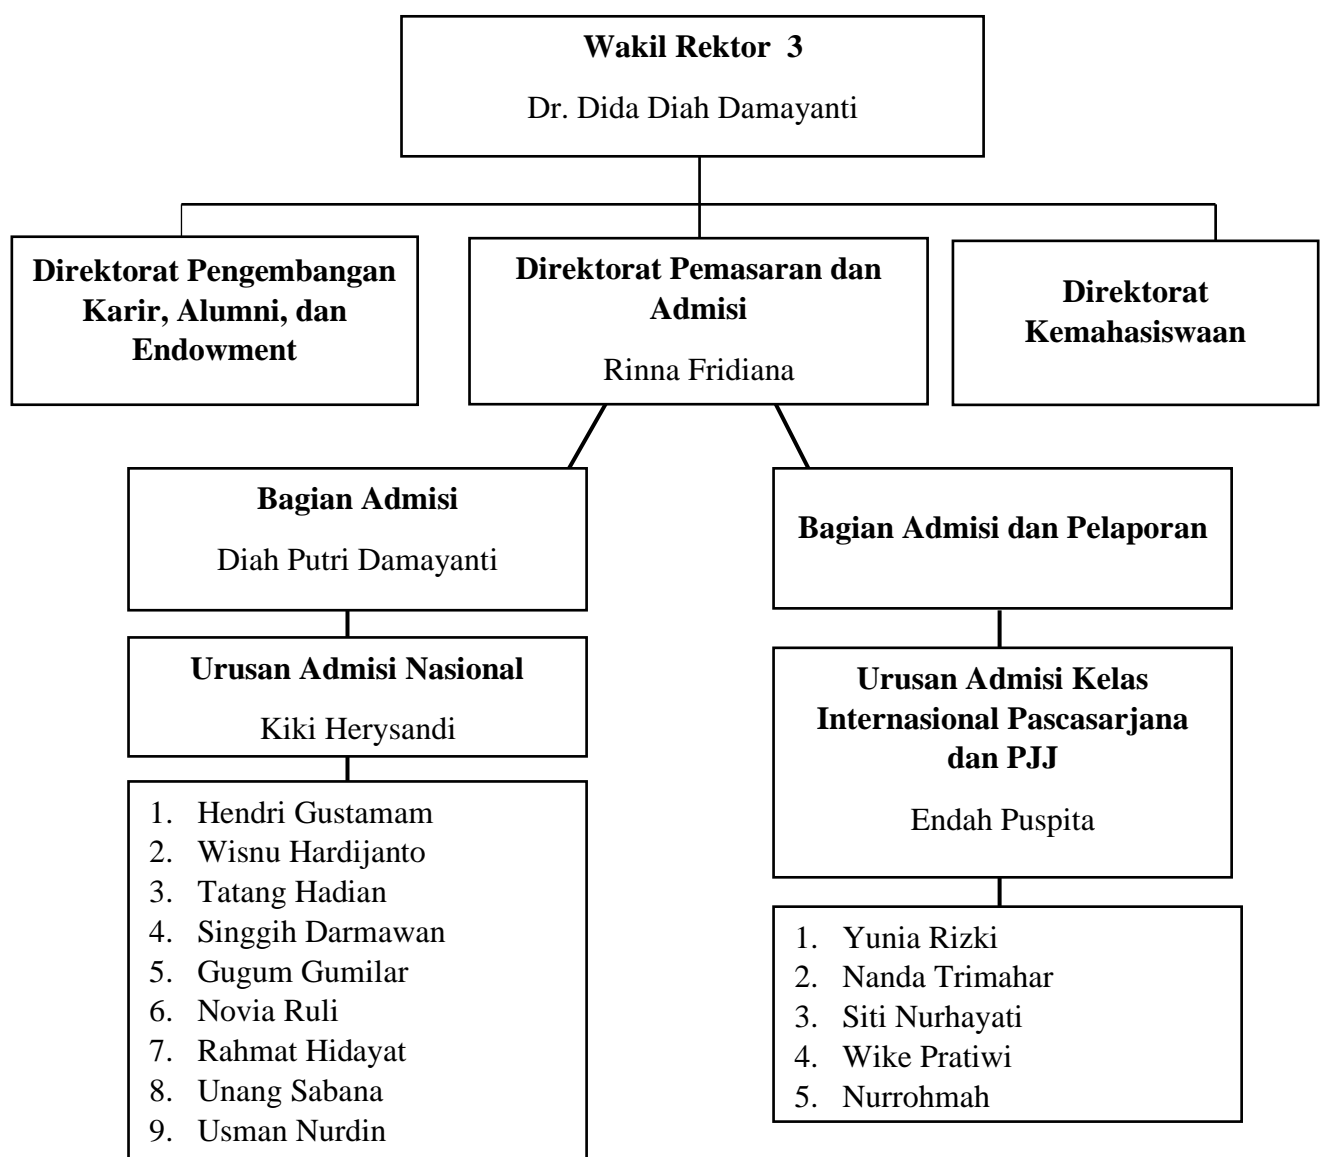 Wakil Rektor 3
Dr. Dida Diah Damayanti
Direktorat Pengembangan
Karir, Alumni, dan
Endowment
Direktorat Pemasaran dan
Admisi
Rinna Fridiana
Direktorat
Kemahasiswaan
Bagian Admisi
Diah Putri Damayanti
Bagian Admisi dan Pelaporan
Urusan Admisi Nasional
Kiki Herysandi
Urusan Admisi Kelas
Internasional Pascasarjana
dan PJJ
Endah Puspita
1. Hendri Gustamam
2. Wisnu Hardijanto
3. Tatang Hadian
4. Singgih Darmawan
5. Gugum Gumilar
6. Novia Ruli
7. Rahmat Hidayat
8. Unang Sabana
9. Usman Nurdin
1. Yunia Rizki
2. Nanda Trimahar
3. Siti Nurhayati
4. Wike Pratiwi
5. Nurrohmah